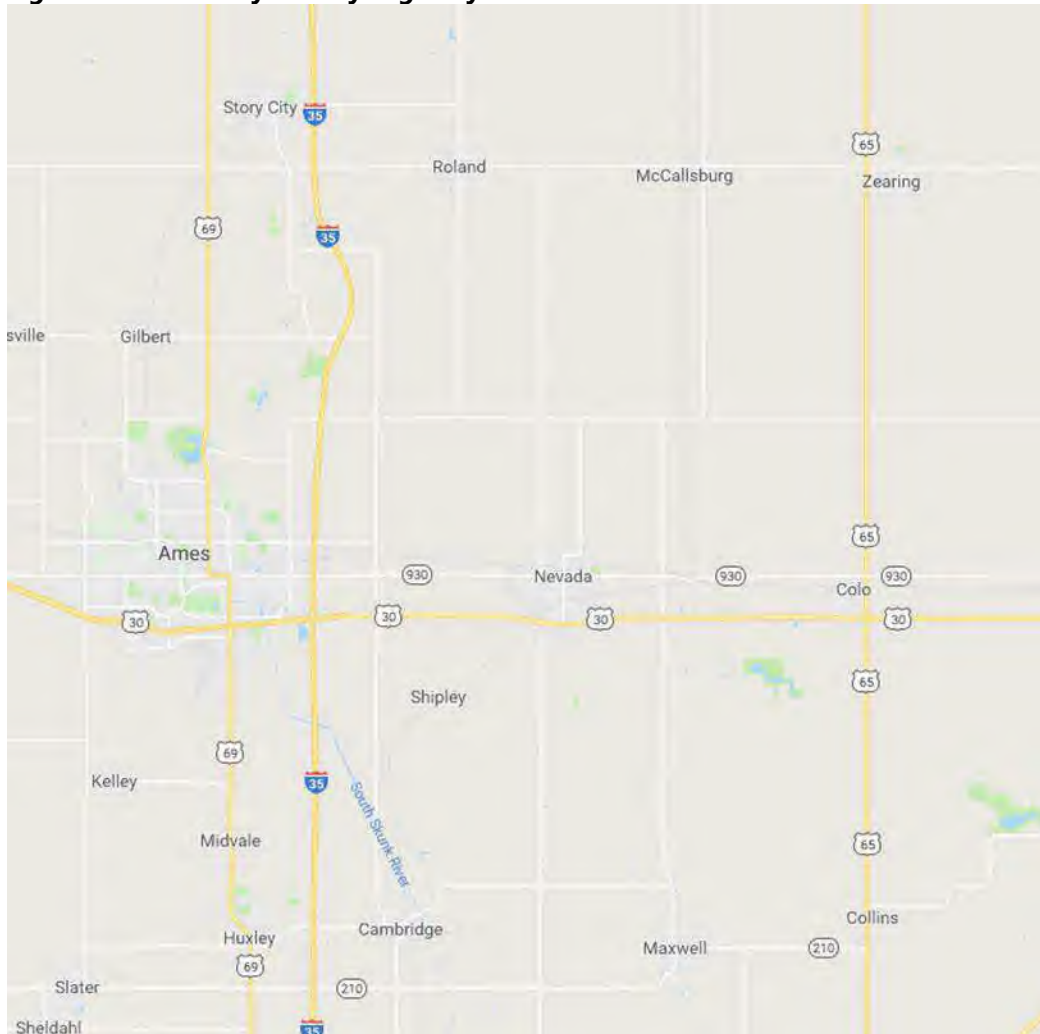 Story City
35
65
Roland
McCallsburg
Zearing
69
35
sville
Gilbert
65
Ames
930
Nevada
930
930
Colo
30
30
30
30
65
Shipley
69
Kelley
35
South Skunk River
Midvale
65
Collins
Cambridge
Huxley
Maxwell
210
69
Slater
210
Sheldahl
35